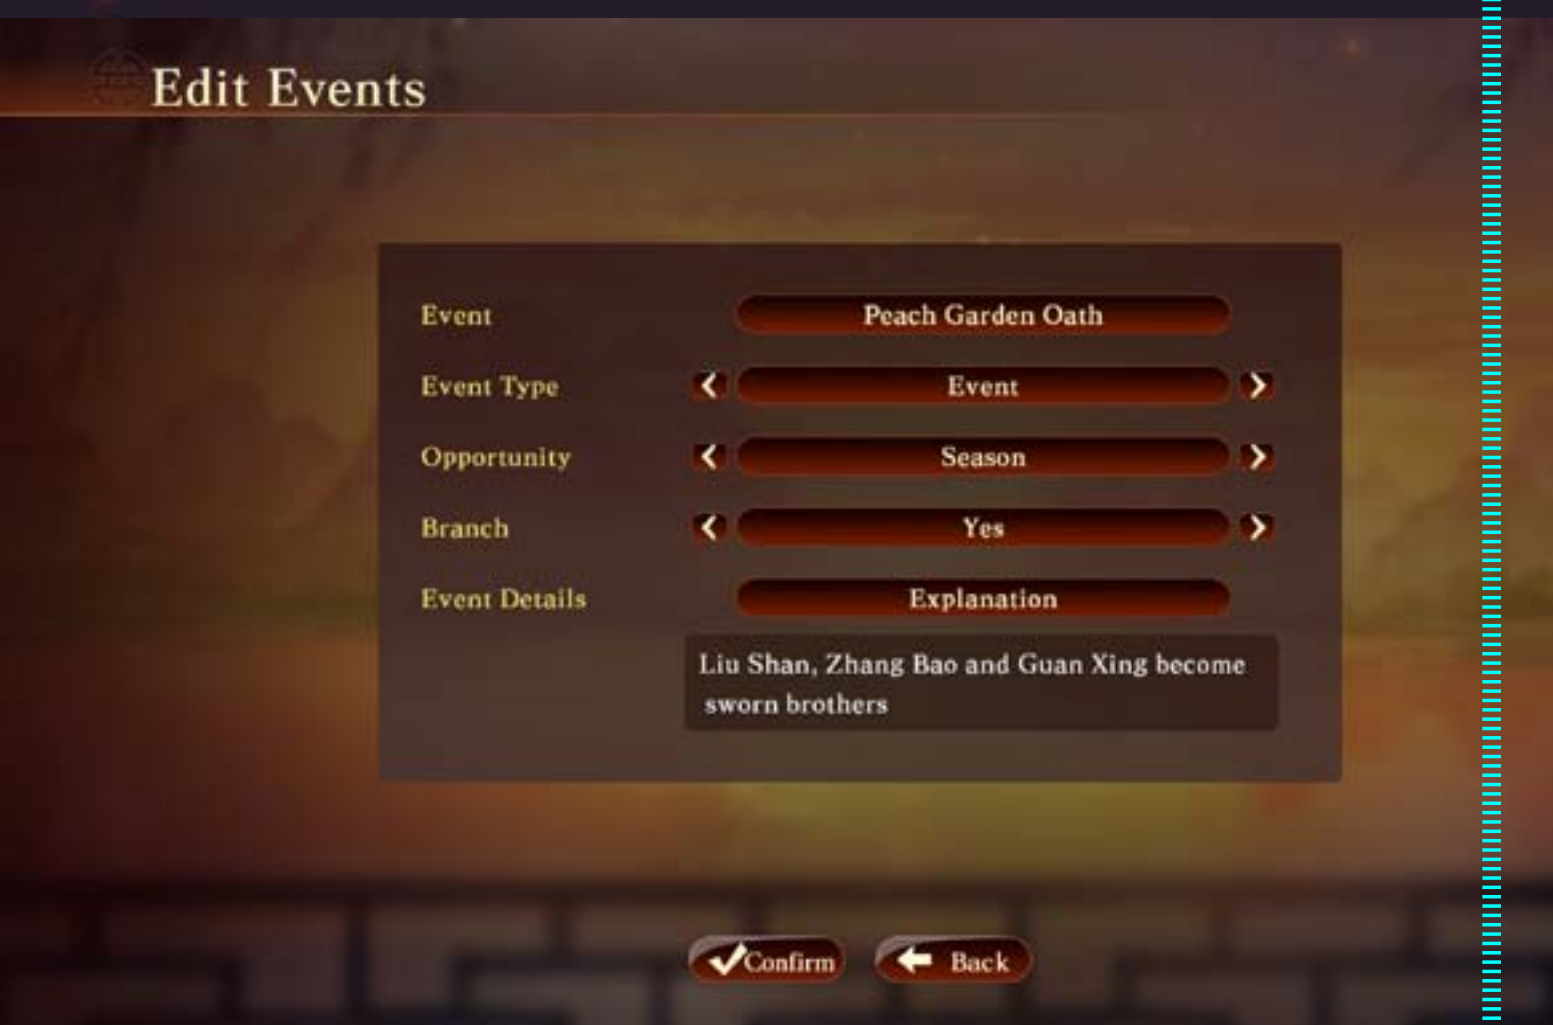 Edit Events
Event
Peach Garden Oath
Event Type
Event
Opportunity
Season
Branch
Yes
Event Details
Explanation
Liu Shan, Zhang Bao and Guan Xing become
sworn brothers
Confirm
Back